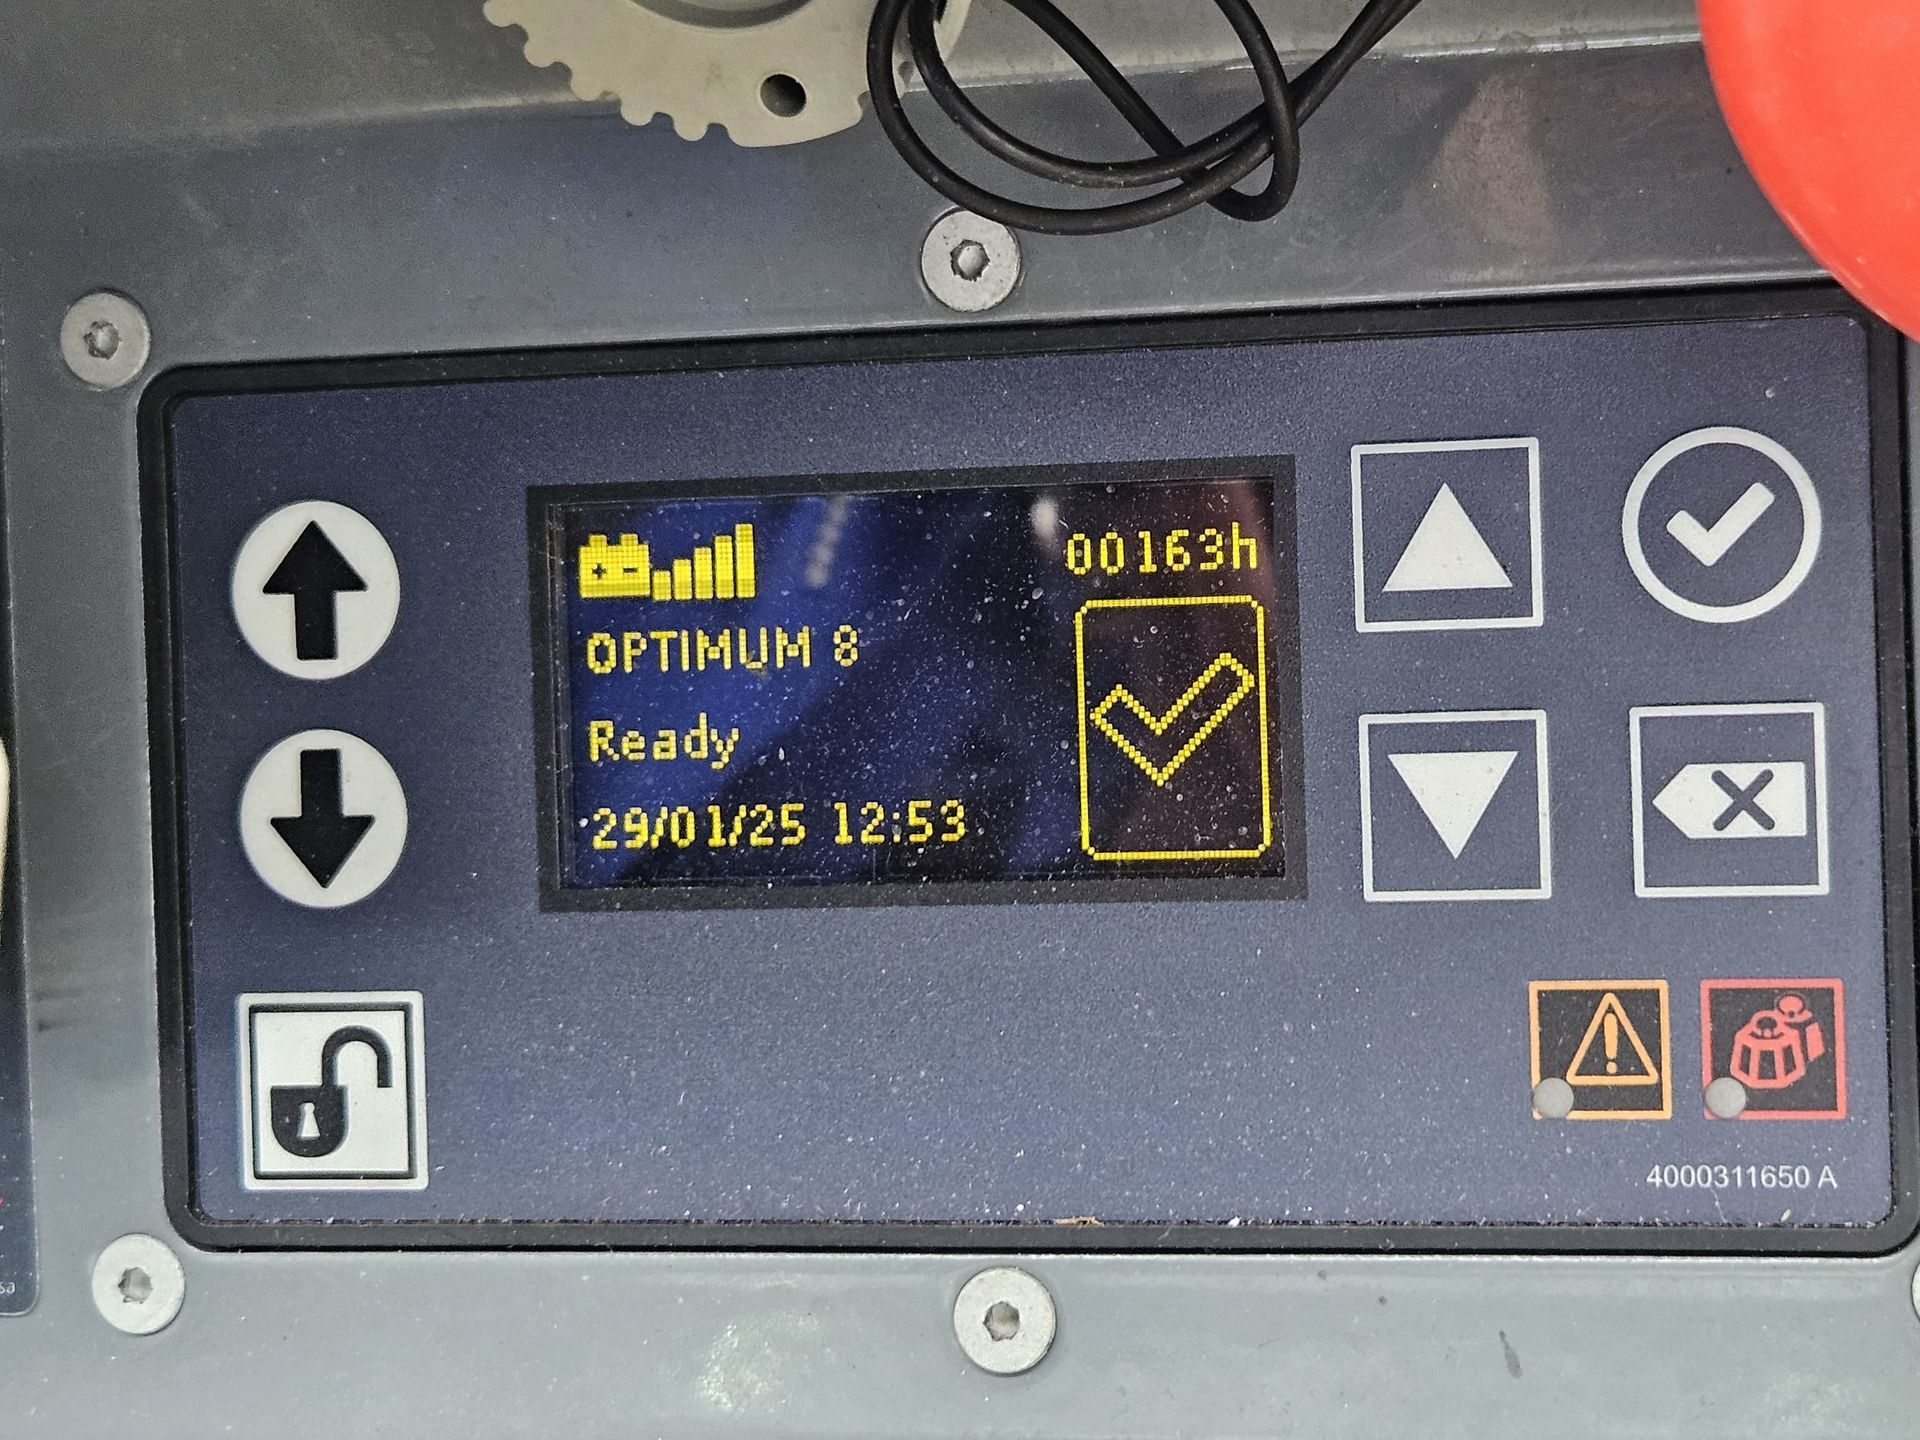 00163h
OPTIMUM 8
Ready
29/01/25 12:53
4000311650 A